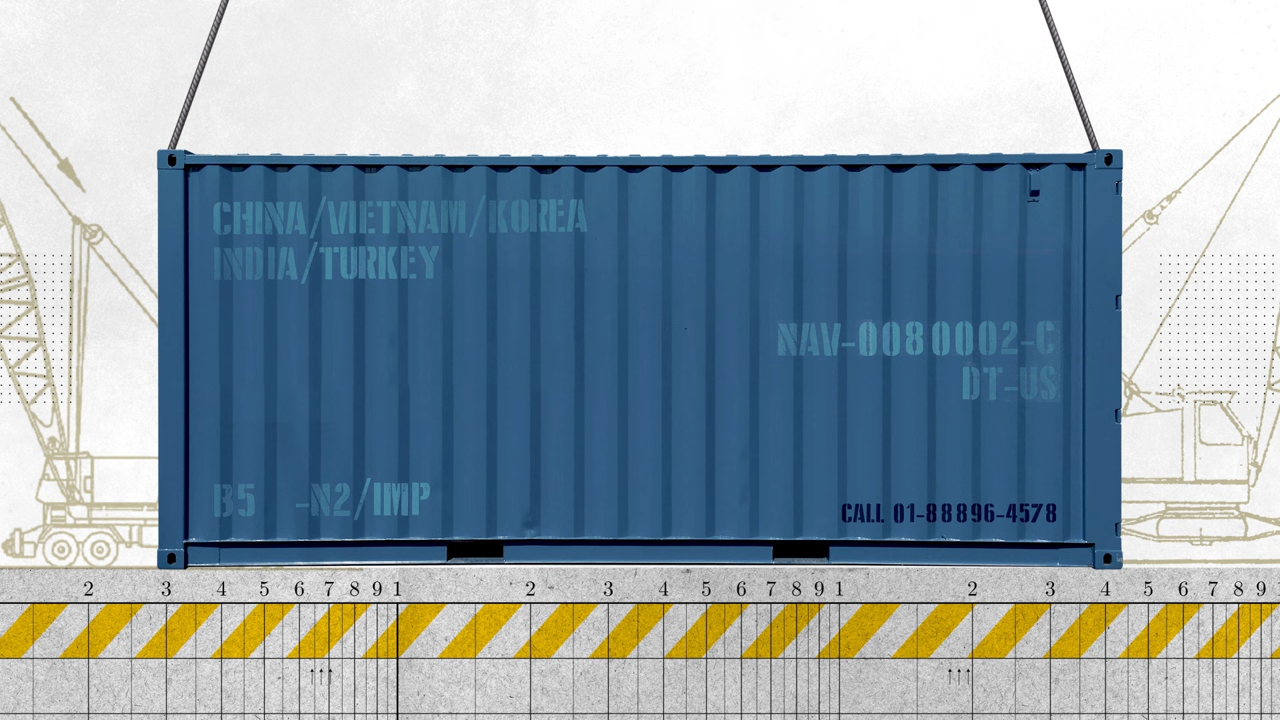 CHINA/VIETNAM/KOREA
INDIA/TURKEY
NAV-0080002-C
DT-US
B5 -N2/IMP
CALL 01-88896-4578
2 3 4 5 6 7 8 9 1 2 3 4 5 6 7 8 9 1 2 3 4 5 6 7 8 9